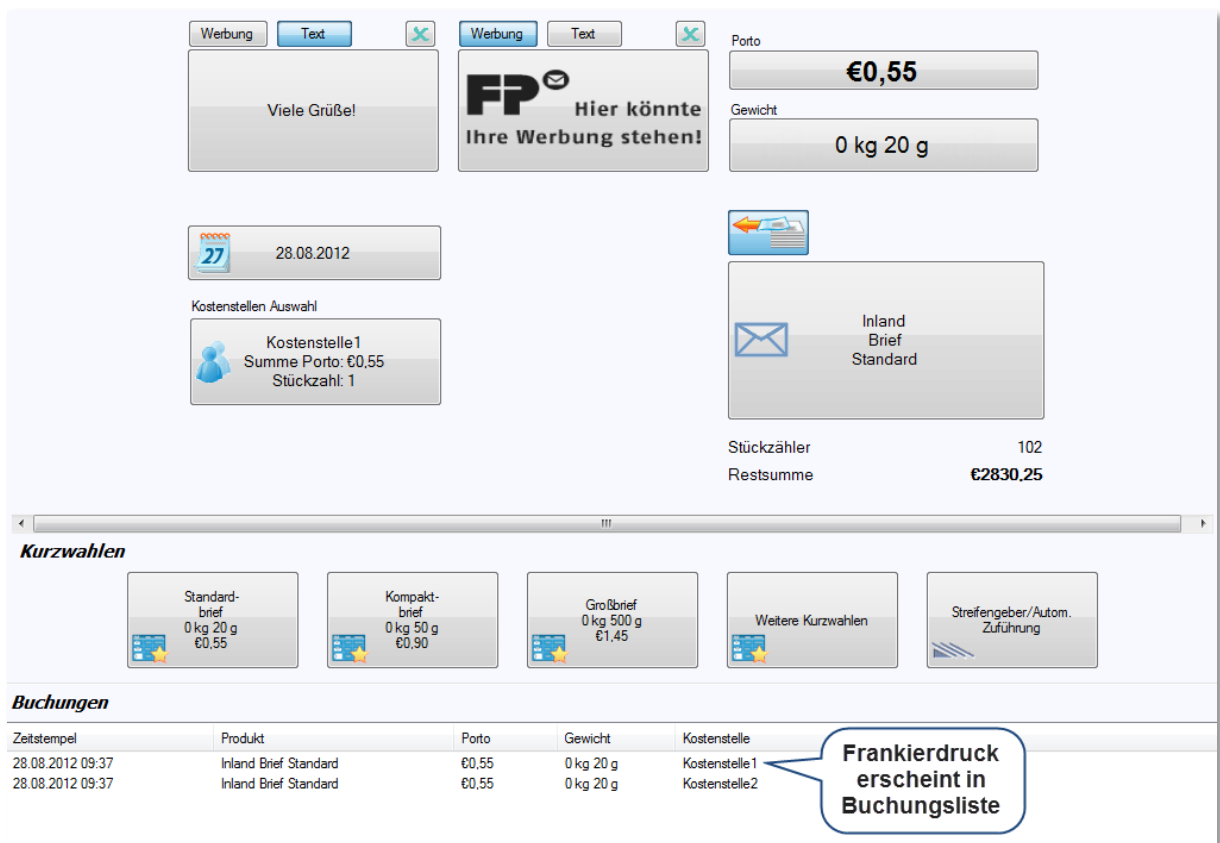 Werbung Text
Viele Grüße!
Werbung Text
FP
Hier könnte
Ihre Werbung stehen!
Porto
€0,55
Gewicht
0 kg 20 g
27 28.08.2012
Kostenstellen Auswahl
Kostenstelle1
Summe Porto: €0,55
Stückzahl: 1
Inland
Brief
Standard
Stückzähler 102
Restsumme €2830,25
Kurzwahlen
Standard-
brief
0 kg 20 g
€0,55
Kompakt-
brief
0 kg 50 g
€0,90
Großbrief
0 kg 500 g
€1,45
Weitere Kurzwahlen
Streifengeber/Autom.
Zuführung
Buchungen
Zeitstempel Produkt Porto Gewicht Kostenstelle
28.08.2012 09:37 Inland Brief Standard €0,55 0 kg 20 g Kostenstelle1
28.08.2012 09:37 Inland Brief Standard €0,55 0 kg 20 g Kostenstelle2
Frankierdruck
erscheint in
Buchungsliste